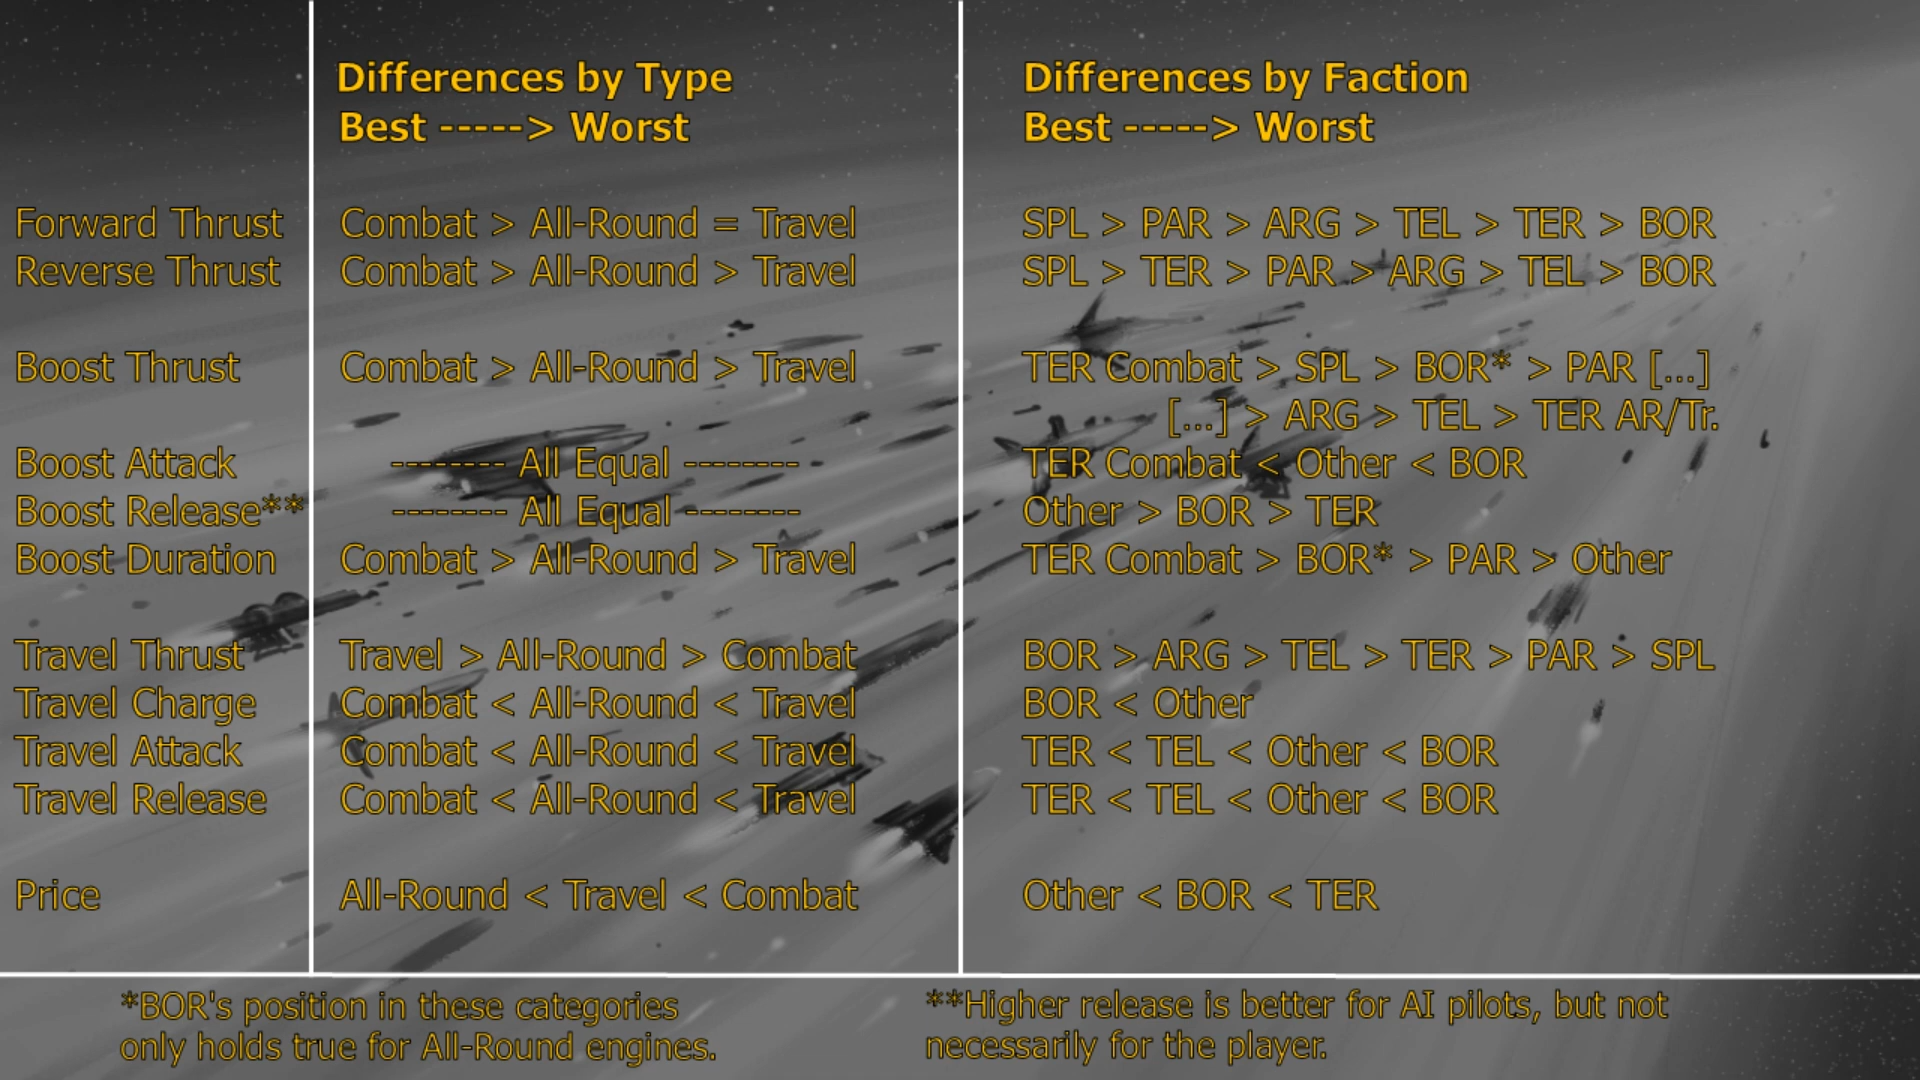 Differences by Type
Best -----> Worst
Differences by Faction
Best -----> Worst
Forward Thrust Combat > All-Round = Travel SPL > PAR > ARG > TEL > TER > BOR
Reverse Thrust Combat > All-Round > Travel SPL > TER > PAR > ARG > TEL > BOR
Boost Thrust Combat > All-Round > Travel TER Combat > SPL > BOR* > PAR [...]
[...] > ARG > TEL > TER AR/Tr.
Boost Attack -------- All Equal -------- TER Combat < Other < BOR
Boost Release** -------- All Equal -------- Other > BOR > TER
Boost Duration Combat > All-Round > Travel TER Combat > BOR* > PAR > Other
Travel Thrust Travel > All-Round > Combat BOR > ARG > TEL > TER > PAR > SPL
Travel Charge Combat < All-Round < Travel BOR < Other
Travel Attack Combat < All-Round < Travel TER < TEL < Other < BOR
Travel Release Combat < All-Round < Travel TER < TEL < Other < BOR
Price All-Round < Travel < Combat Other < BOR < TER
*BOR's position in these categories
only holds true for All-Round engines.
**Higher release is better for AI pilots, but not
necessarily for the player.